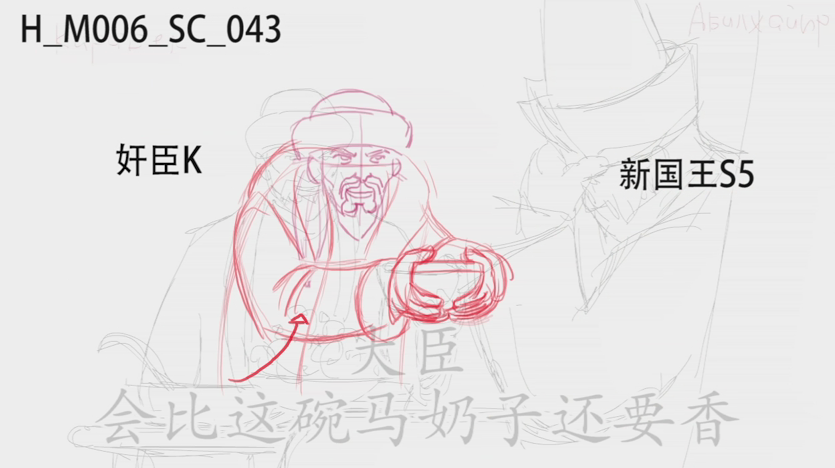 H_M006_SC_043
Абилхайр
奸臣K
新国王S5
大臣
会比这碗马奶子还要香